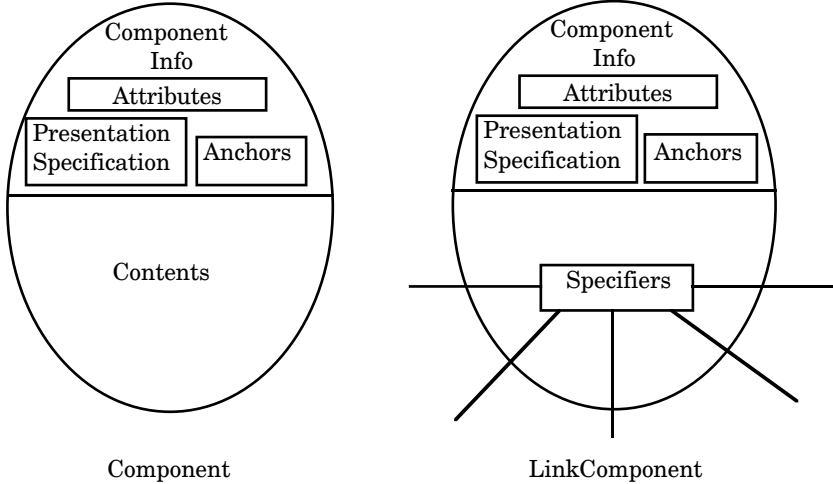 Component
Info
Attributes
Presentation
Specification
Anchors
Contents
Component
Component
Info
Attributes
Presentation
Specification
Anchors
Specifiers
LinkComponent